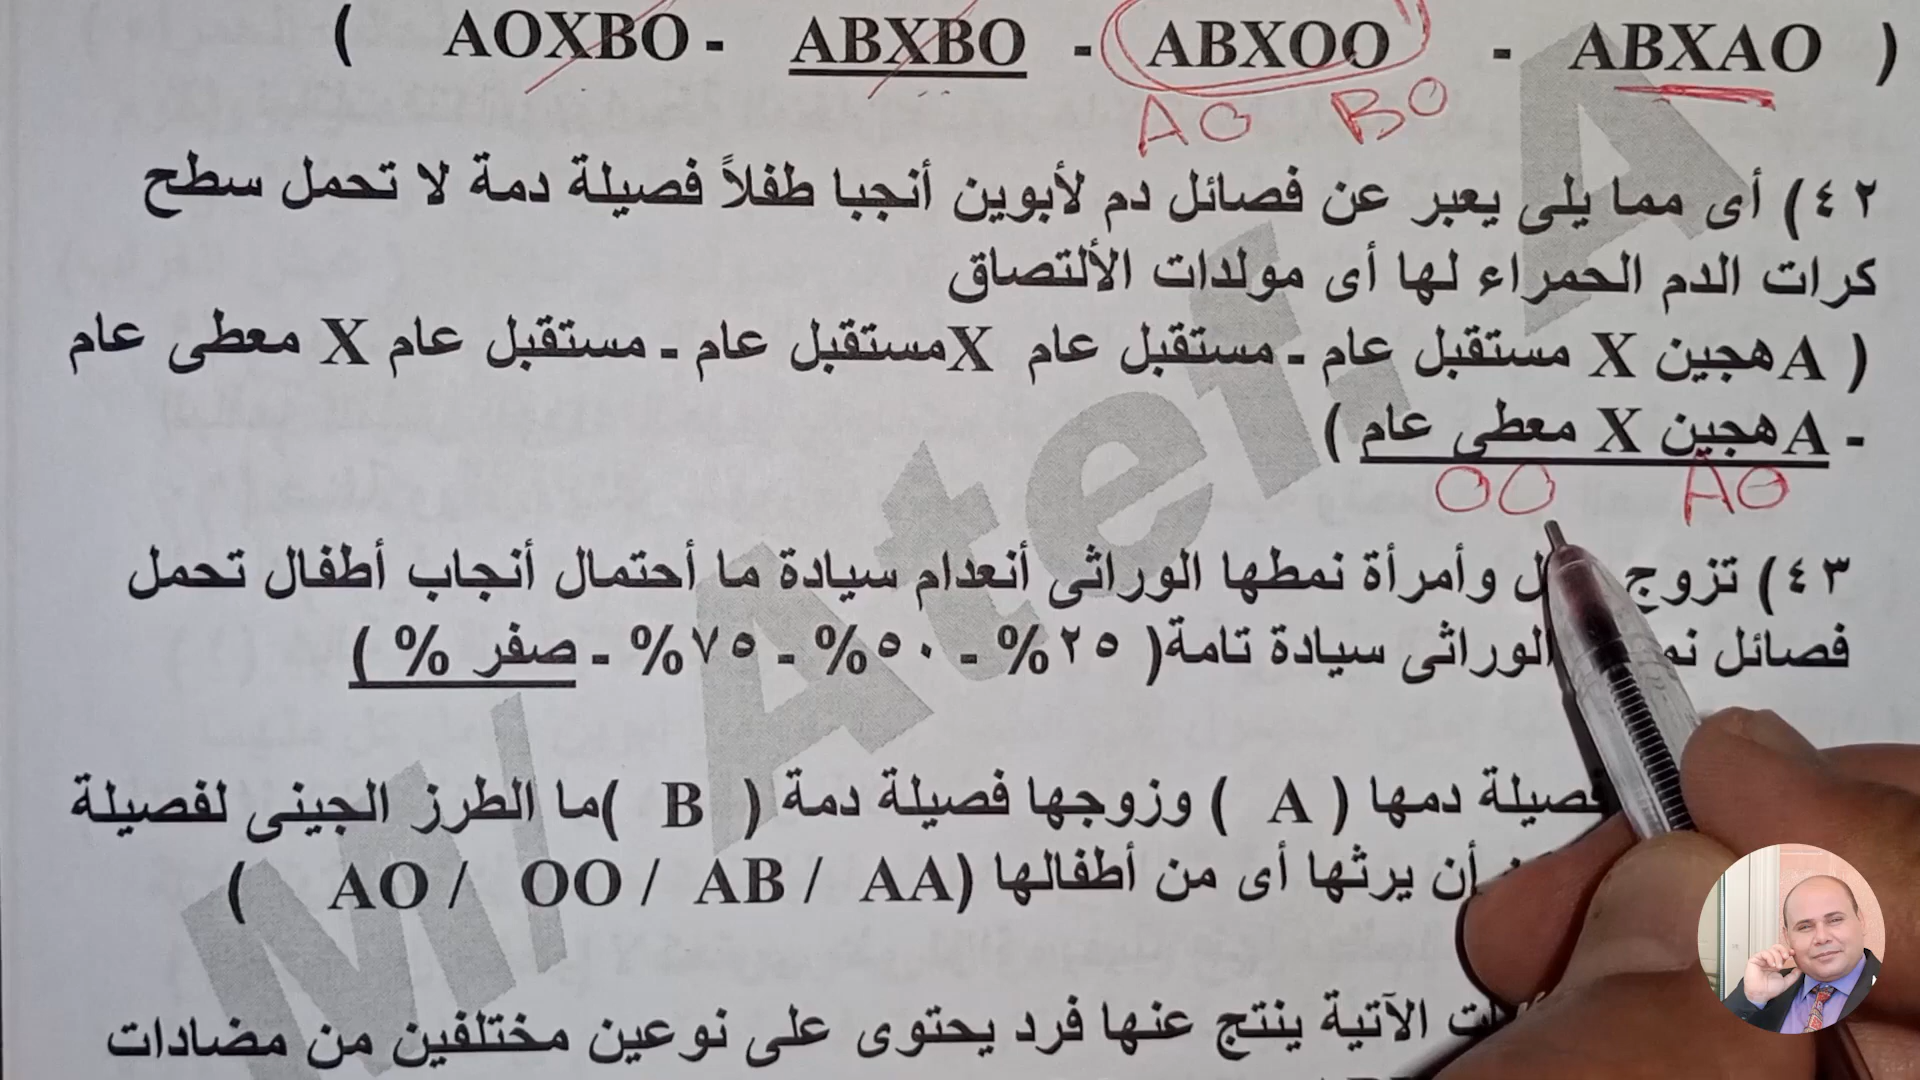 ( AOXBO - ABXBO - ABXOO - ABXAO )
AO BO
٤٢) أى مما يلى يعبر عن فصائل دم لأبوين أنجبا طفلاً فصيلة دمة لا تحمل سطح
كرات الدم الحمراء لها أى مولدات الألتصاق
( A هجين X مستقبل عام - مستقبل عام X مستقبل عام - مستقبل عام X معطى عام
- A هجين X معطى عام )
OO AO
٤٣) تزوج وأمرأة نمطها الوراثى أنعدام سيادة ما أحتمال أنجاب أطفال تحمل
فصائل الوراثى سيادة تامة( ٢٥% - ٥٠% - ٧٥% - صفر % )
فصيلة دمها ( A ) وزوجها فصيلة دمة ( B )ما الطرز الجينى لفصيلة
أن يرثها أى من أطفالها (AO / OO / AB / AA )
الآتية ينتج عنها فرد يحتوى على نوعين مختلفين من مضادات
M/ Atef. A